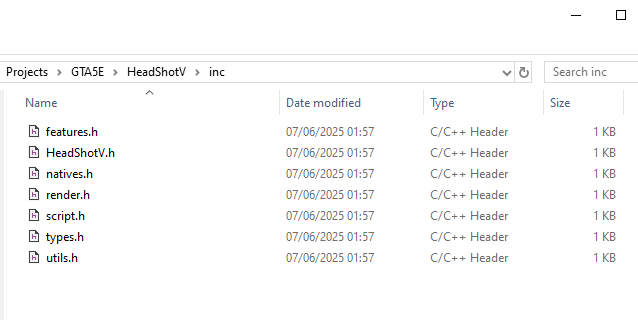 Projects > GTA5E > HeadShotV > inc
Search inc
Name Date modified Type Size
features.h 07/06/2025 01:57 C/C++ Header 1 KB
HeadShotV.h 07/06/2025 01:57 C/C++ Header 1 KB
natives.h 07/06/2025 01:57 C/C++ Header 1 KB
render.h 07/06/2025 01:57 C/C++ Header 1 KB
script.h 07/06/2025 01:57 C/C++ Header 1 KB
types.h 07/06/2025 01:57 C/C++ Header 1 KB
utils.h 07/06/2025 01:57 C/C++ Header 1 KB